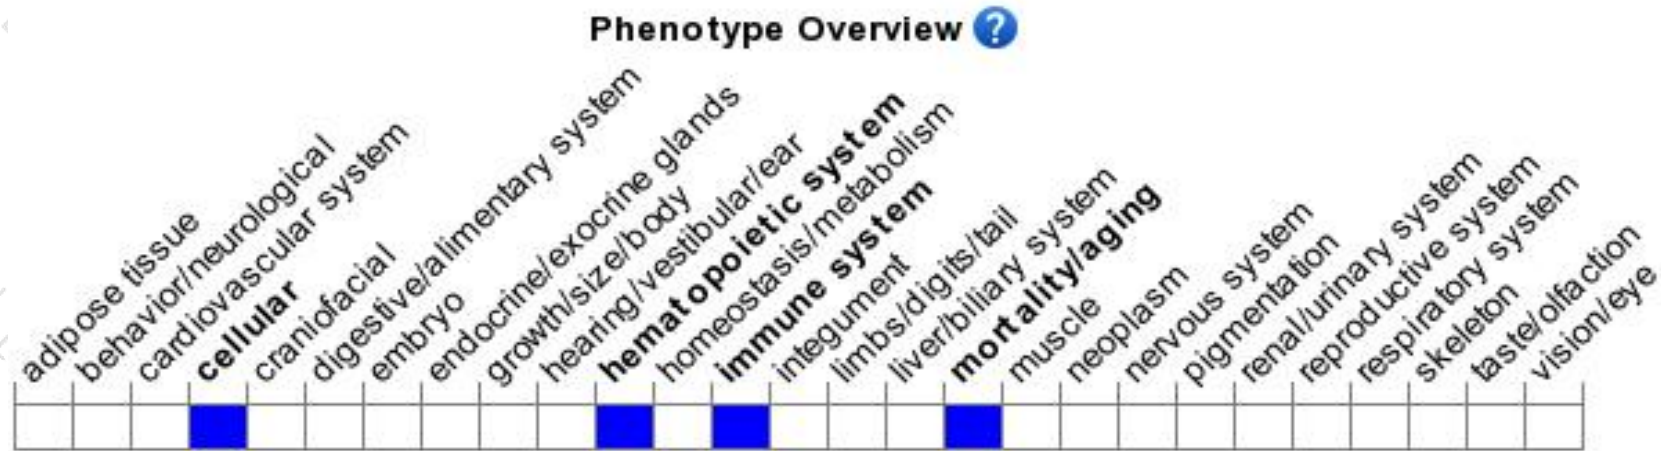 Phenotype Overview ?
adipose tissue
behavior/neurological
cardiovascular system
cellular
craniofacial
digestive/alimentary system
embryo
endocrine/exocrine glands
growth/size/body
hearing/vestibular/ear
hematopoietic system
homeostasis/metabolism
immune system
integument
limbs/digits/tail
liver/biliary system
mortality/aging
muscle
neoplasm
nervous system
pigmentation
renal/urinary system
reproductive system
respiratory system
skeleton
taste/olfaction
vision/eye